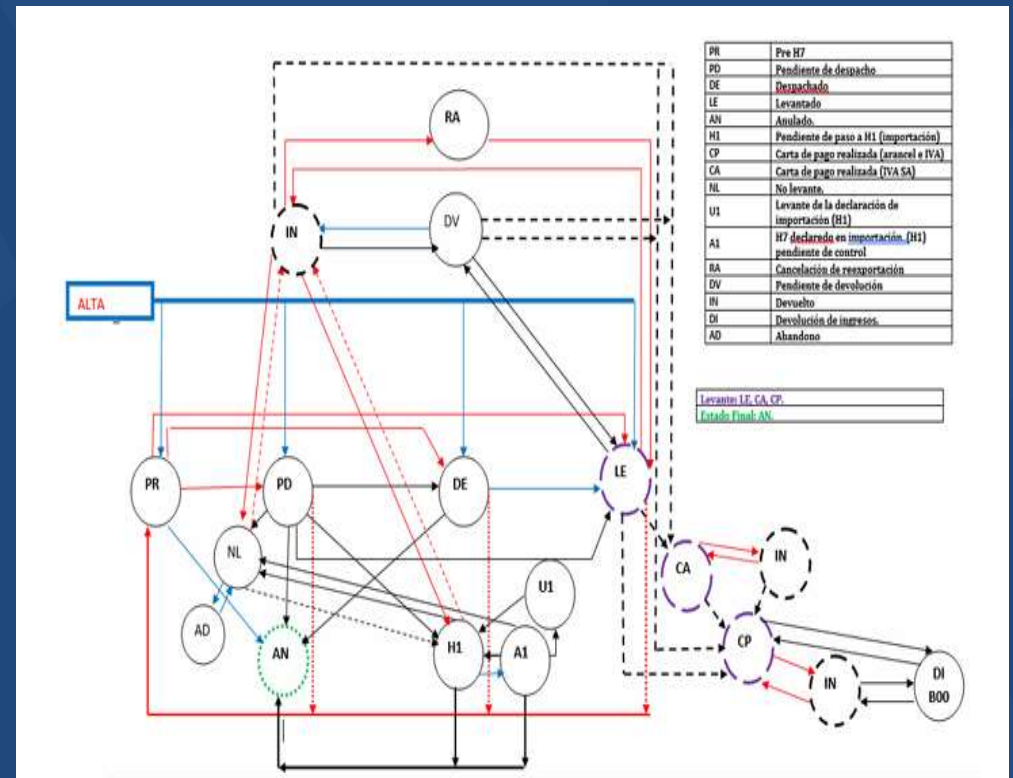 RA
IN
DV
ALTA
PR
PD
DE
LE
NL
AD
AN
H1
A1
U1
CA
IN
CP
IN
DI
B00
PR Pre H7
PD Pendiente de despacho
DE Despachado
LE Levantado
AN Anulado.
H1 Pendiente de paso a H1 (importación)
CP Carta de pago realizada (arancel e IVA)
CA Carta de pago realizada (IVA SA)
NL No levante.
U1 Levante de la declaración de
importación (H1)
A1 H7 declaredo en importación (H1)
pendiente de control
RA Cancelación de reexportación
DV Pendiente de devolución
IN Devuelto
DI Devolución de ingresos.
AD Abandono
Levante: LE, CA, CP.
Estado Final: AN.